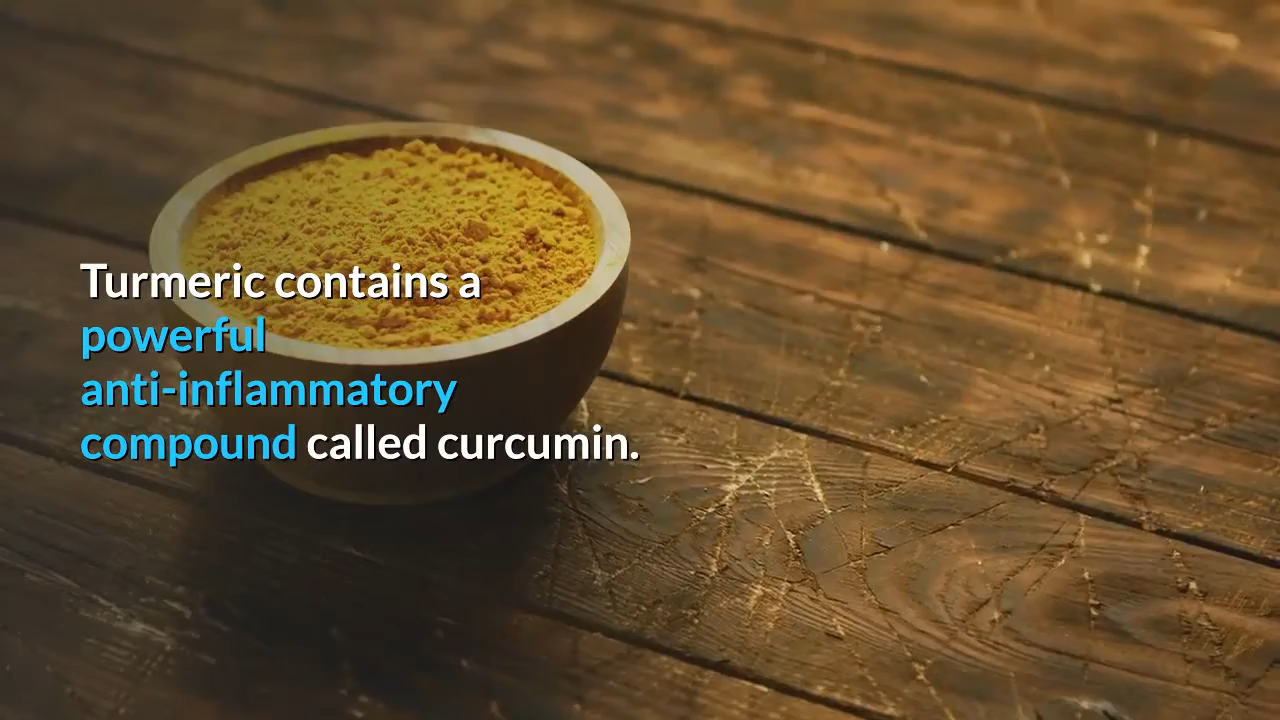 Turmeric contains a
powerful
anti-inflammatory
compound called curcumin.